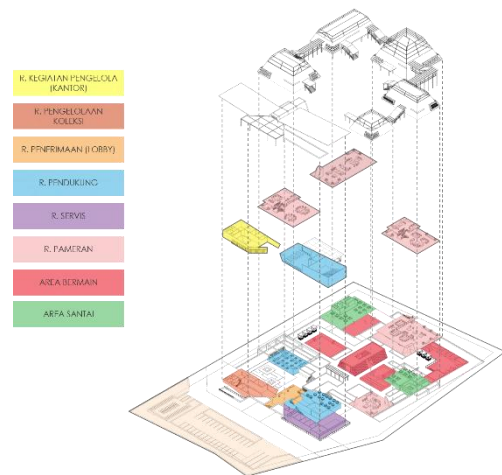 R. KEGIATAN PENGELOLA
(KANTOR)
R. PENGELOLAAN
KOLEKSI
R. PENERIMAAN (LOBBY)
R. PENDUKUNG
R. SERVIS
R. PAMERAN
AREA BERMAIN
AREA SANTAI